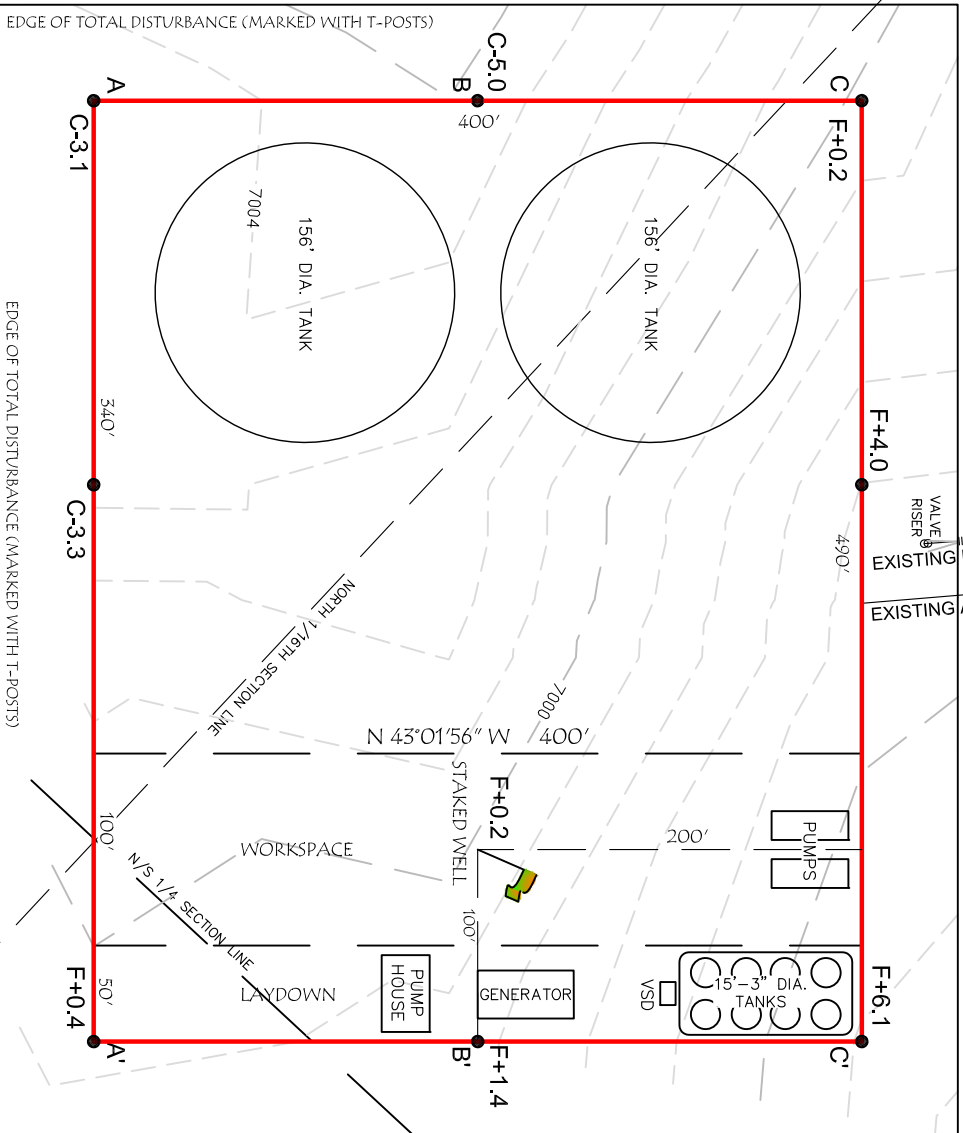 EDGE OF TOTAL DISTURBANCE (MARKED WITH T-POSTS)
C-5.0
A
B
C
C-3.1
400'
F+0.2
7004
156' DIA. TANK
156' DIA. TANK
340'
F+4.0
C-3.3
490'
VALVE
RISER
EXISTING
EXISTING
EDGE OF TOTAL DISTURBANCE (MARKED WITH T-POSTS)
NORTH 1/16TH SECTION LINE
7000
N 43°01'56" W 400'
STAKED WELL
F+0.2
100'
WORKSPACE
200'
PUMPS
N/S 1/4 SECTION LINE
100'
F+0.4
50'
LAYDOWN
PUMP
HOUSE
GENERATOR
VSD
15'-3" DIA.
TANKS
F+6.1
A'
B'
F+1.4
C'